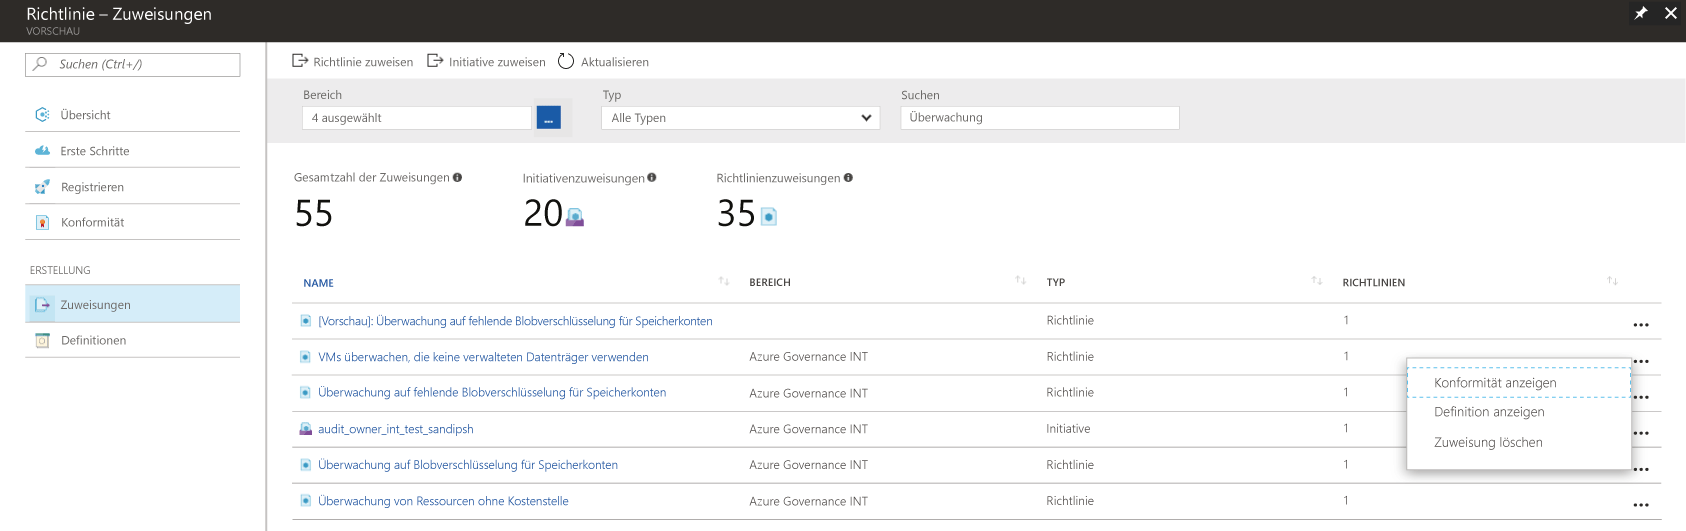 Richtlinie – Zuweisungen
VORSCHAU
Suchen (Ctrl+/)
Übersicht
Erste Schritte
Registrieren
Konformität
ERSTELLUNG
Zuweisungen
Definitionen
Richtlinie zuweisen Initiative zuweisen Aktualisieren
Bereich Typ Suchen
4 ausgewählt ... Alle Typen Überwachung
Gesamtzahl der Zuweisungen Initiativenzuweisungen Richtlinienzuweisungen
55 20 35
NAME BEREICH TYP RICHTLINIEN
[Vorschau]: Überwachung auf fehlende Blobverschlüsselung für Speicherkonten Richtlinie 1
VMs überwachen, die keine verwalteten Datenträger verwenden Azure Governance INT Richtlinie 1
Überwachung auf fehlende Blobverschlüsselung für Speicherkonten Azure Governance INT Richtlinie 1
audit_owner_int_test_sandipsh Azure Governance INT Initiative 1
Überwachung auf Blobverschlüsselung für Speicherkonten Azure Governance INT Richtlinie 1
Überwachung von Ressourcen ohne Kostenstelle Azure Governance INT Richtlinie 1
Konformität anzeigen
Definition anzeigen
Zuweisung löschen